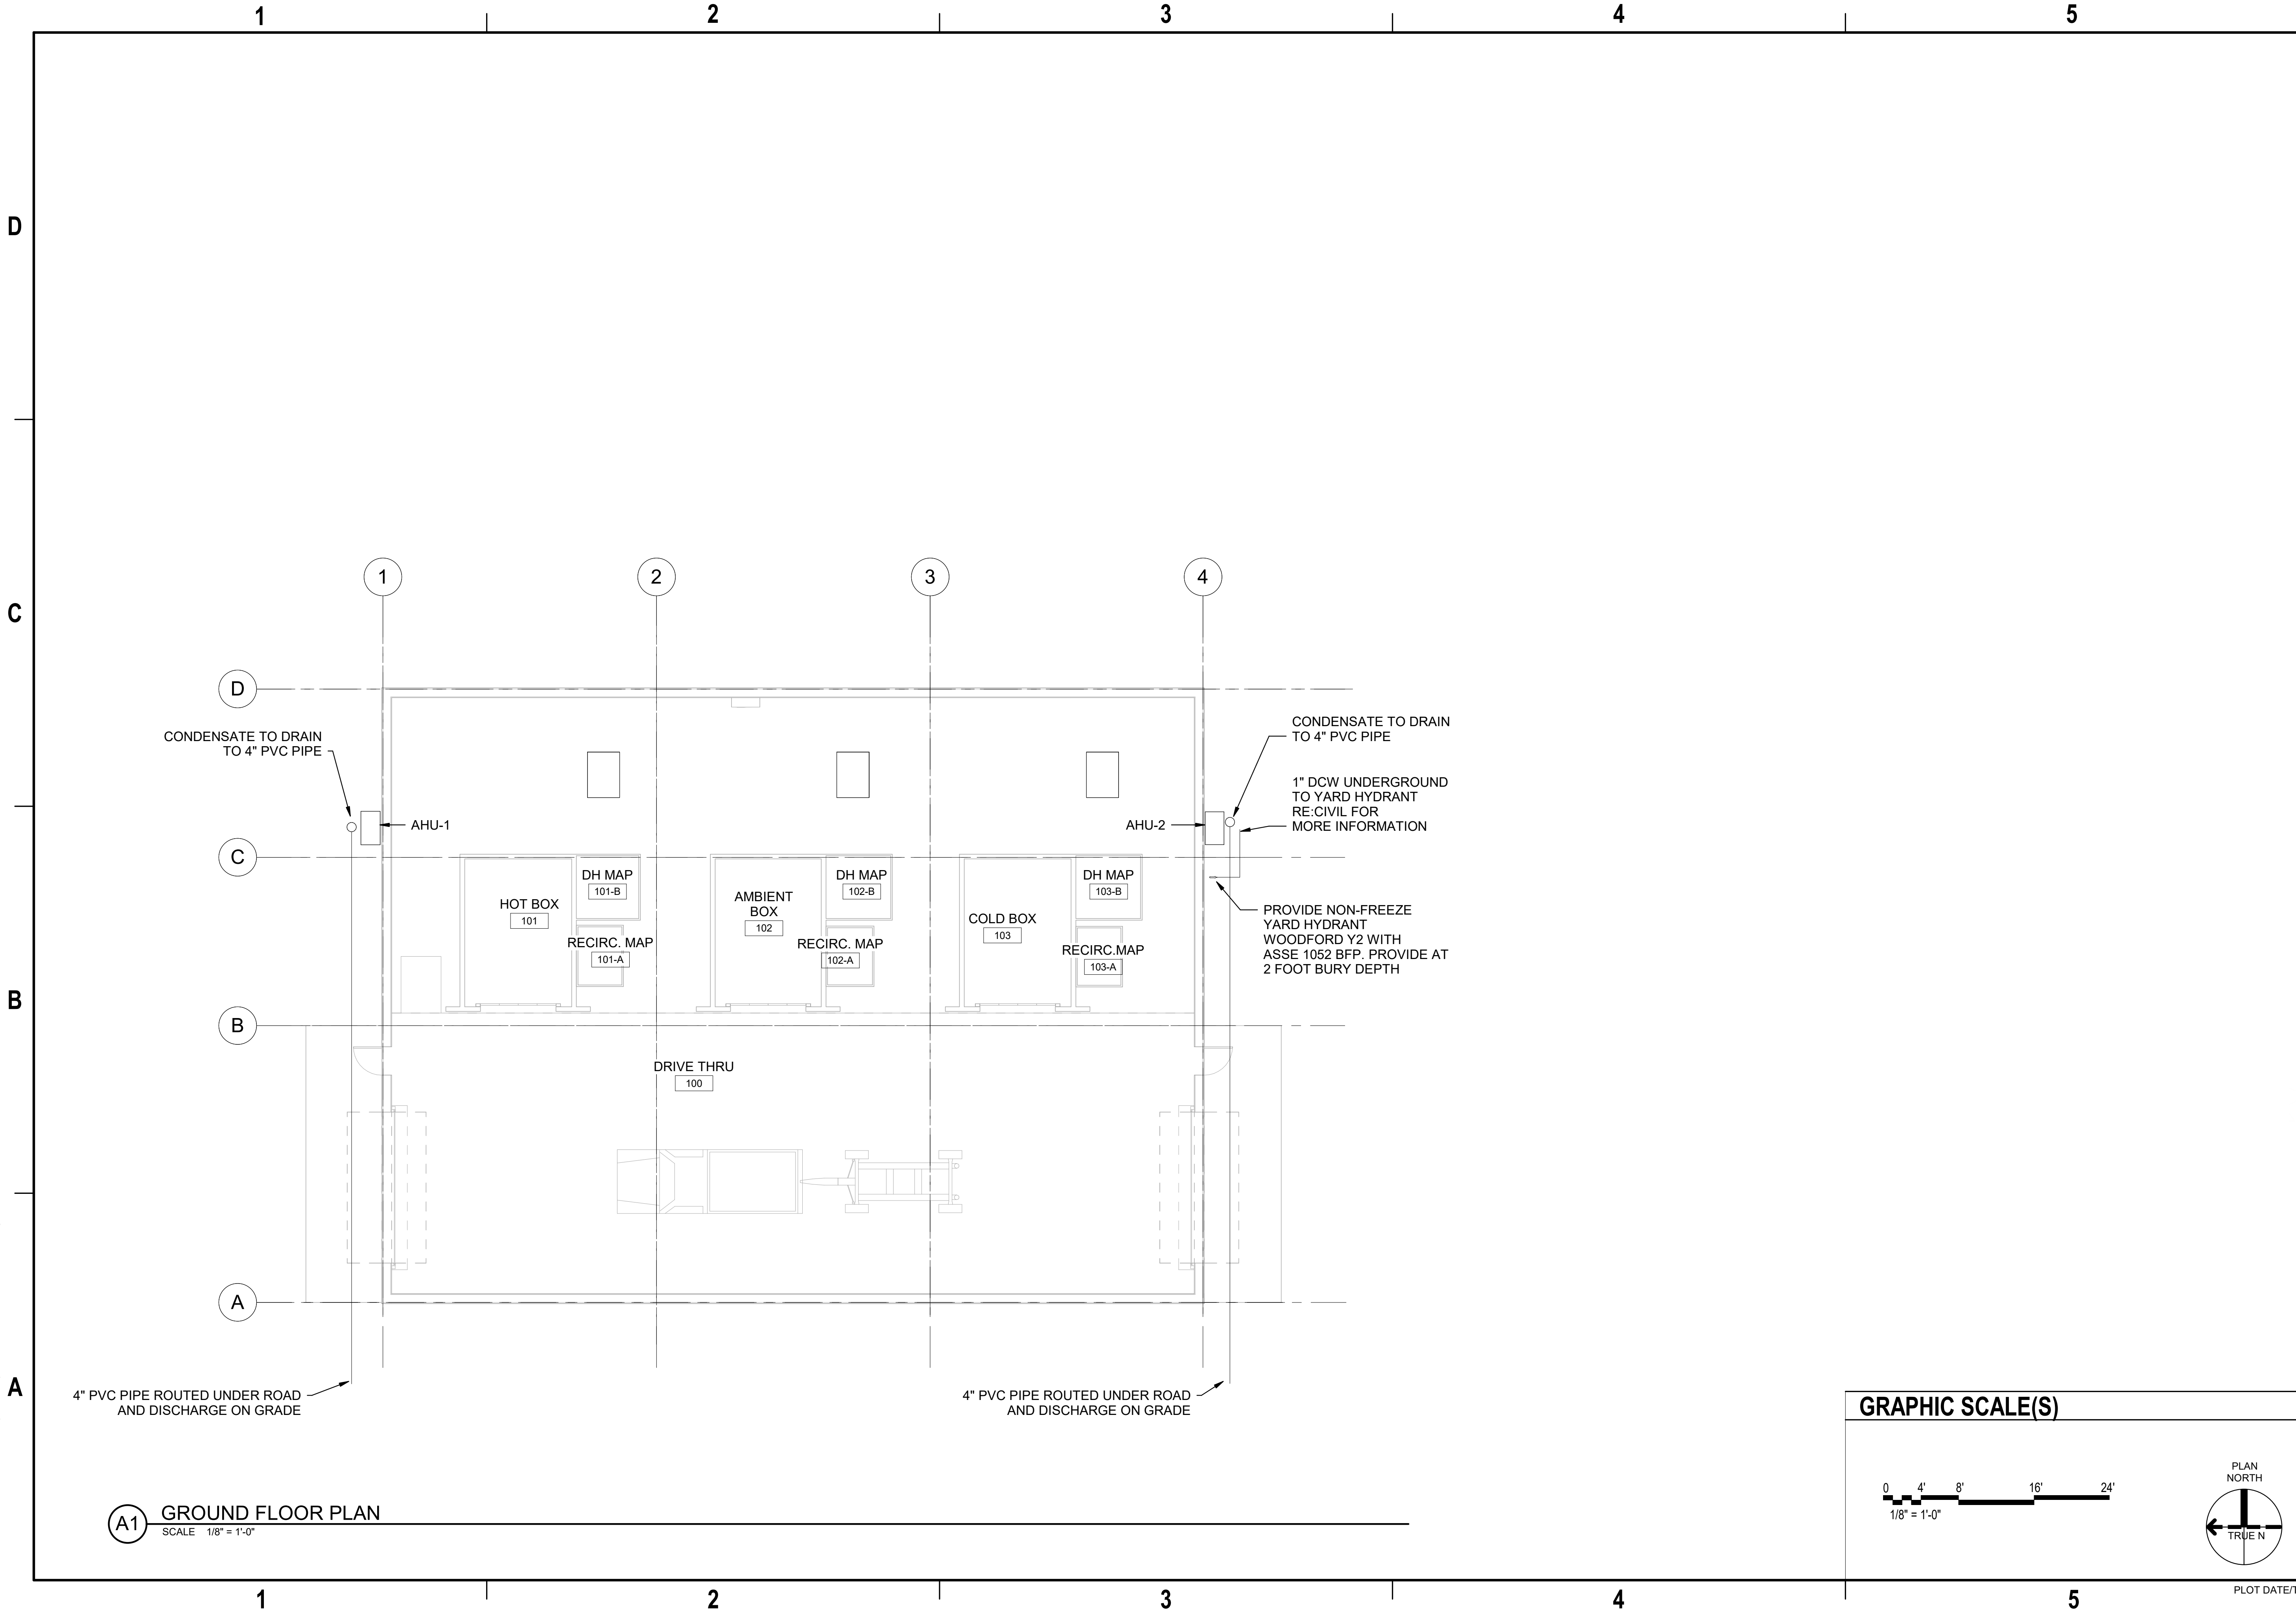 1 2 3 4 5
D
C
B
A
1 2 3 4
D
CONDENSATE TO DRAIN
TO 4" PVC PIPE
CONDENSATE TO DRAIN
TO 4" PVC PIPE
1" DCW UNDERGROUND
TO YARD HYDRANT
RE:CIVIL FOR
MORE INFORMATION
AHU-1
AHU-2
C
DH MAP
101-B
HOT BOX
101
RECIRC. MAP
101-A
DH MAP
102-B
AMBIENT
BOX
102
RECIRC. MAP
102-A
DH MAP
103-B
COLD BOX
103
RECIRC.MAP
103-A
PROVIDE NON-FREEZE
YARD HYDRANT
WOODFORD Y2 WITH
ASSE 1052 BFP. PROVIDE AT
2 FOOT BURY DEPTH
B
DRIVE THRU
100
A
4" PVC PIPE ROUTED UNDER ROAD
AND DISCHARGE ON GRADE
4" PVC PIPE ROUTED UNDER ROAD
AND DISCHARGE ON GRADE
A1
GROUND FLOOR PLAN
SCALE 1/8" = 1'-0"
GRAPHIC SCALE(S)
0 4' 8' 16' 24'
1/8" = 1'-0"
PLAN
NORTH
TRUE N
1 2 3 4 5
PLOT DATE/